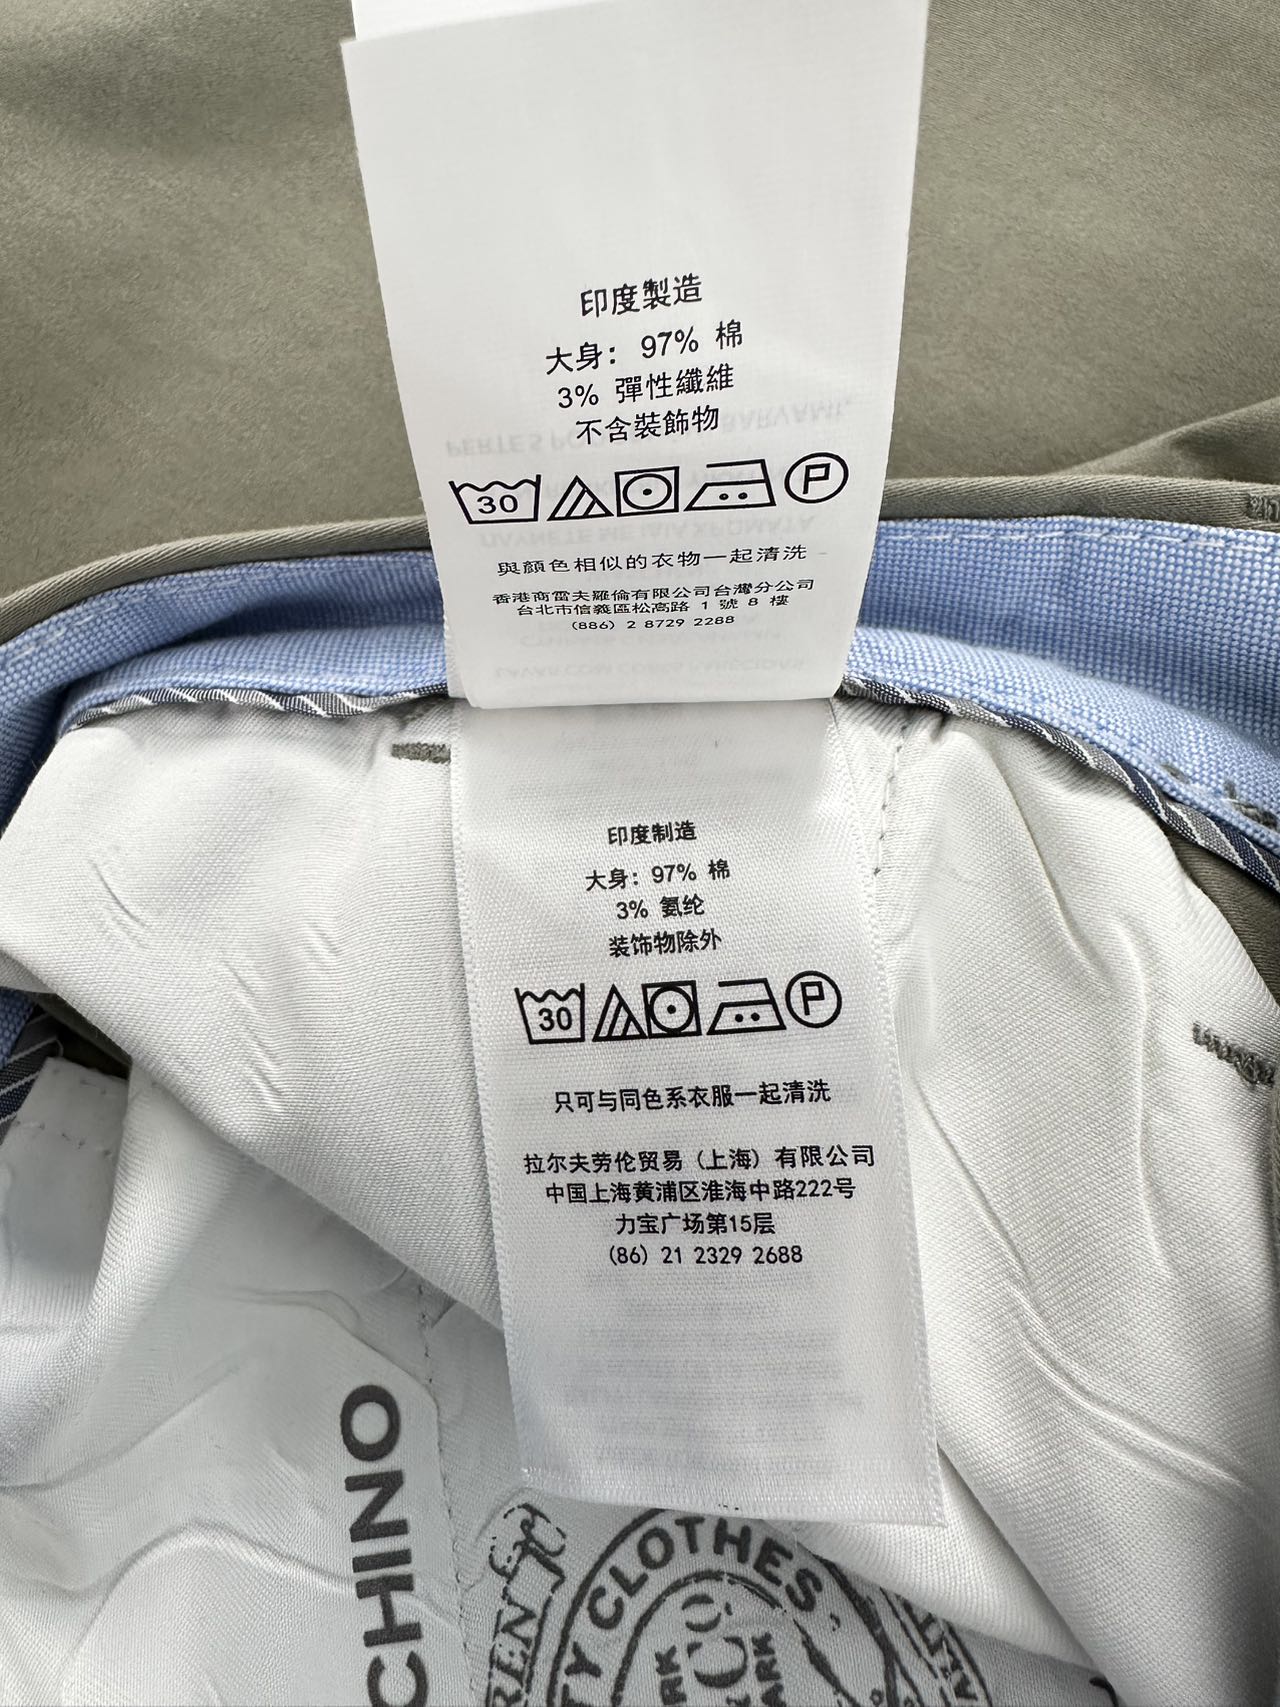 印度製造
大身: 97% 棉
3% 彈性纖維
不含裝飾物
30 P
與顏色相似的衣物一起清洗
香港商雷夫羅倫有限公司台灣分公司
台北市信義區松高路 1 號 8 樓
(886) 2 8729 2288
印度制造
大身: 97% 棉
3% 氨纶
装饰物除外
30 P
只可与同色系衣服一起清洗
拉尔夫劳伦贸易（上海）有限公司
中国上海黄浦区淮海中路222号
力宝广场第15层
(86) 21 2329 2688
CHINO
CLOTHES